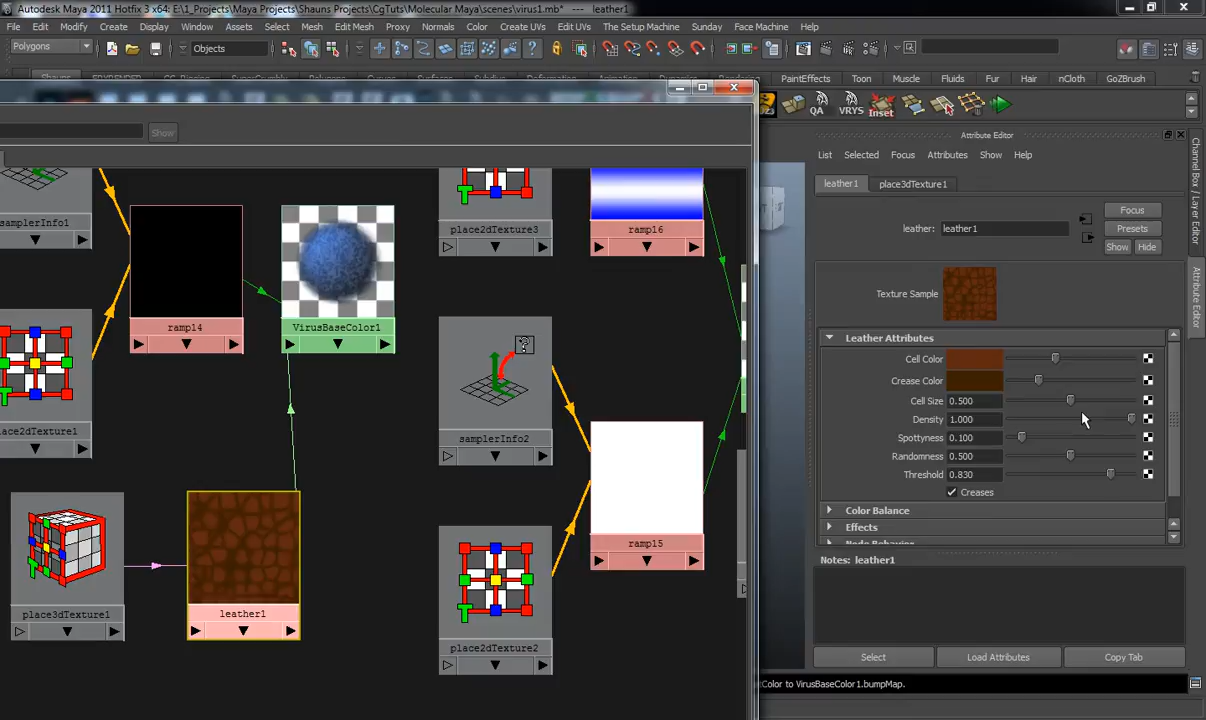 Autodesk Maya 2011 Hotfix 3 x64: E:\1_Projects\Maya Projects\Shauns Projects\CgTuts\Molecular Maya\scenes\virus1.mb* --- leather1
File Edit Modify Create Display Window Assets Select Mesh Edit Mesh Proxy Normals Color Create UVs Edit UVs The Setup Machine Muscle Sunday Face Machine Help
Polygons Objects
PaintEffects Toon Muscle Fluids Fur Hair nCloth GoZBrush
QA VRYS Inset
Show
Attribute Editor
List Selected Focus Attributes Show Help
leather1 place3dTexture1
Focus
leather: leather1 Presets
Show Hide
Texture Sample
Leather Attributes
Cell Color
Crease Color
Cell Size 0.500
Density 1.000
Spottyness 0.100
Randomness 0.500
Threshold 0.830
Creases
Color Balance
Effects
Node Behavior
Notes: leather1
Select Load Attributes Copy Tab
Color to VirusBaseColor1.bumpMap.
Channel Box / Layer Editor
Attribute Editor
samplerInfo1
place2dTexture3
ramp16
ramp14
VirusBaseColor1
lace2dTexture1
samplerInfo2
ramp15
place3dTexture1
leather1
place2dTexture2